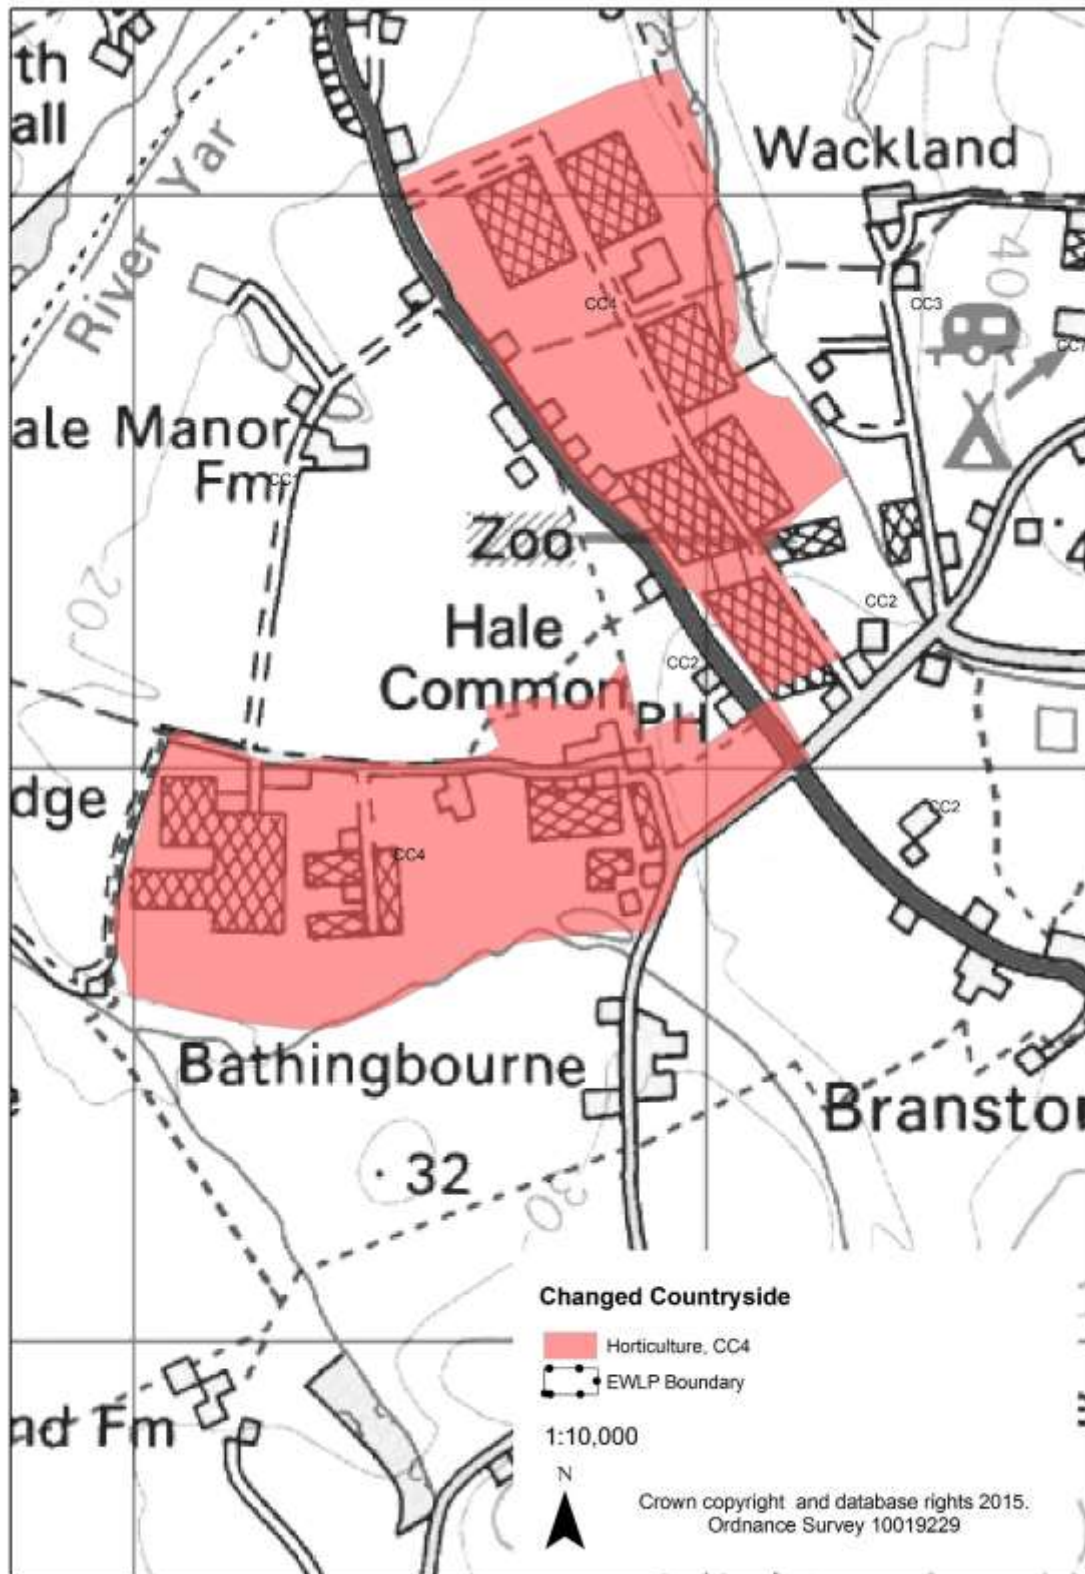 th
all
River Yar
Wackland
40
CC3
CC4
ale Manor
Fm
CC1
Zoo
20
Hale
Common
CC2
CC2
PH
dge
CC4
CC2
Bathingbourne
Branston
32
30
Changed Countryside
Horticulture, CC4
EWLP Boundary
1:10,000
N
nd Fm
Crown copyright and database rights 2015.
Ordnance Survey 10019229